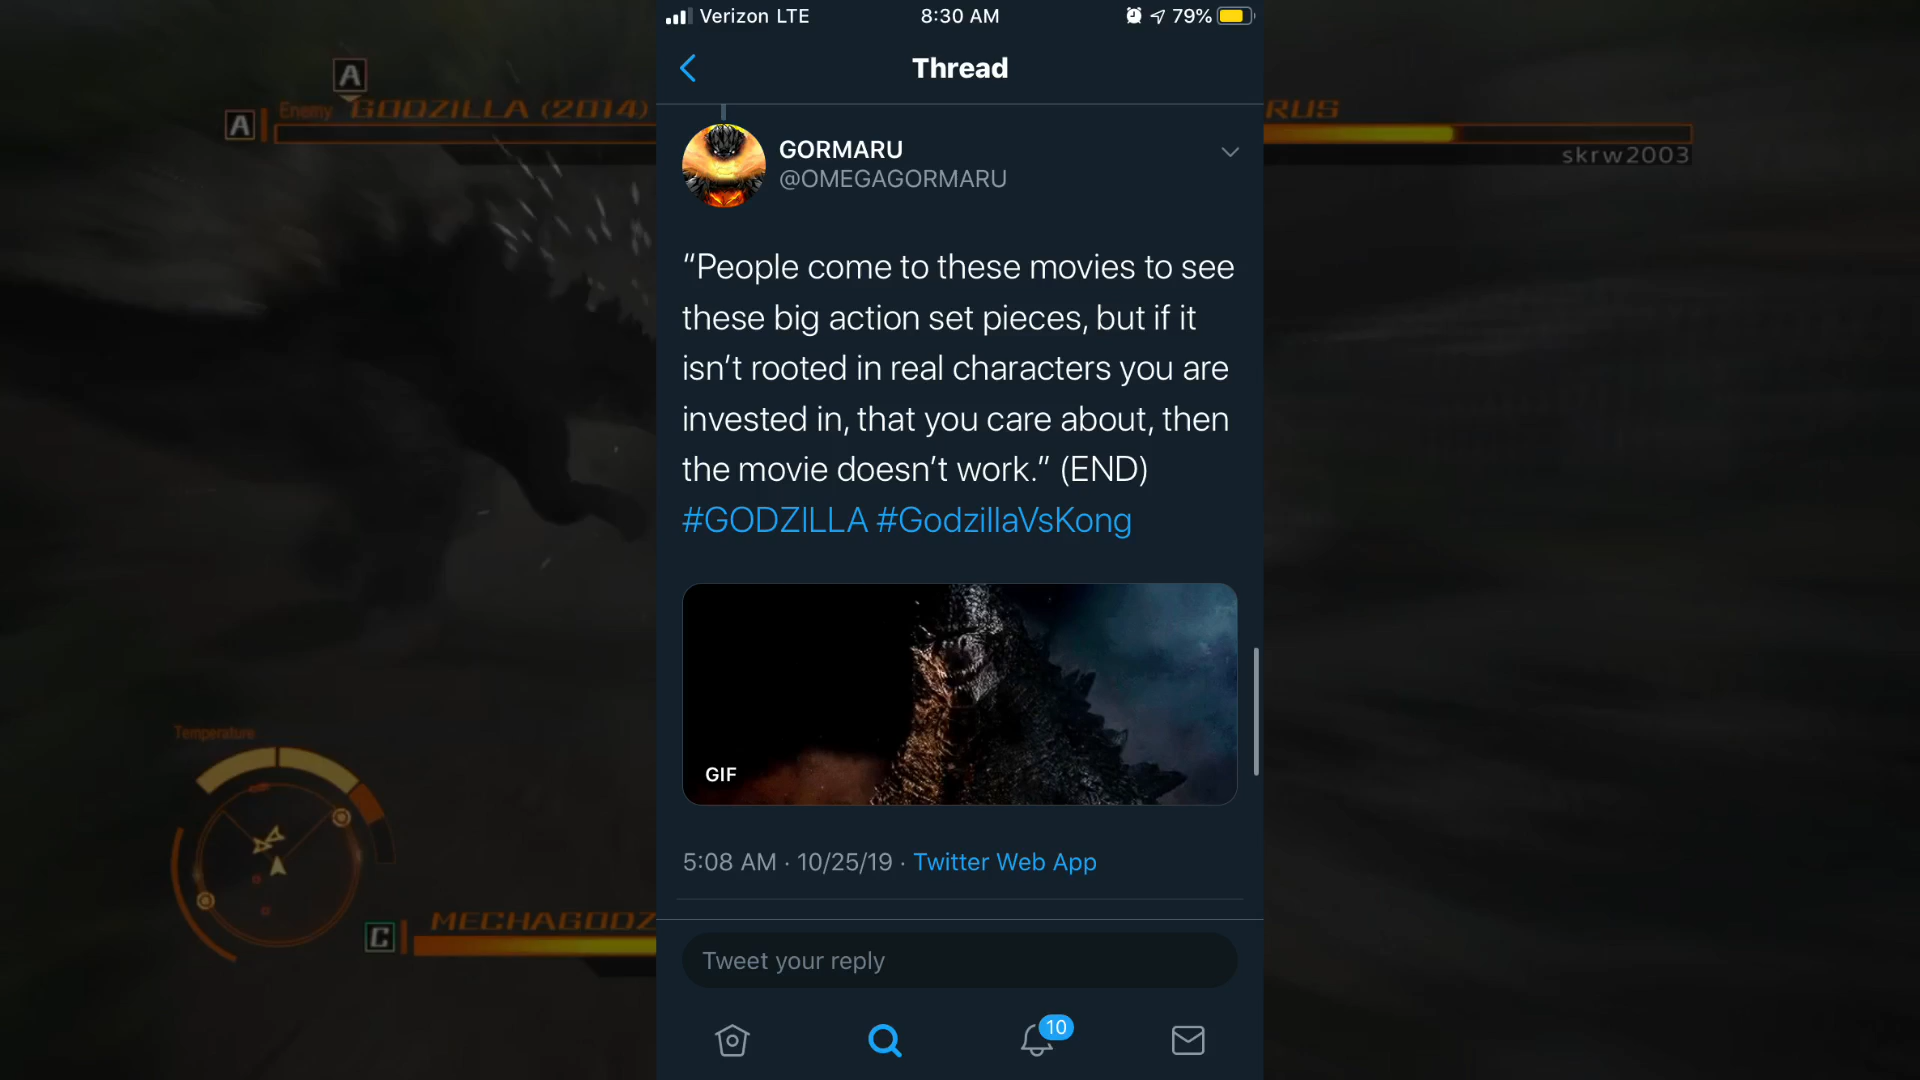 Verizon LTE
8:30 AM
79%
Thread
A
A
Enemy GODZILLA (2014)
RUS
skrw2003
GORMARU
@OMEGAGORMARU
“People come to these movies to see
these big action set pieces, but if it
isn’t rooted in real characters you are
invested in, that you care about, then
the movie doesn’t work.” (END)
#GODZILLA #GodzillaVsKong
GIF
Temperature
5:08 AM · 10/25/19 · Twitter Web App
C
MECHAGODZ
Tweet your reply
10